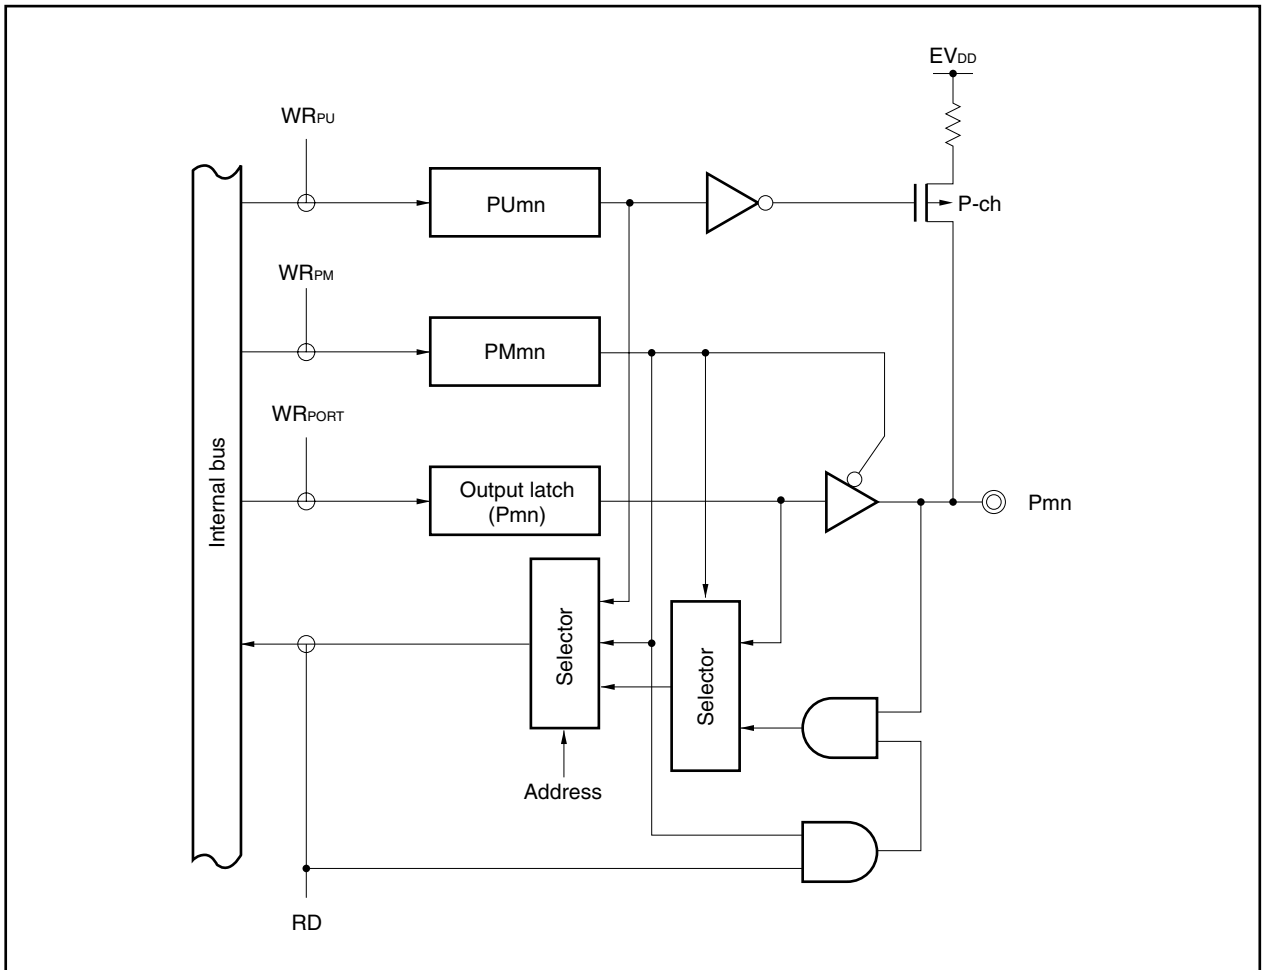 EVDD
WRPU
PUmn
P-ch
WRPM
PMmn
WRPORT
Internal bus
Output latch
(Pmn)
Pmn
Selector
Selector
Address
RD